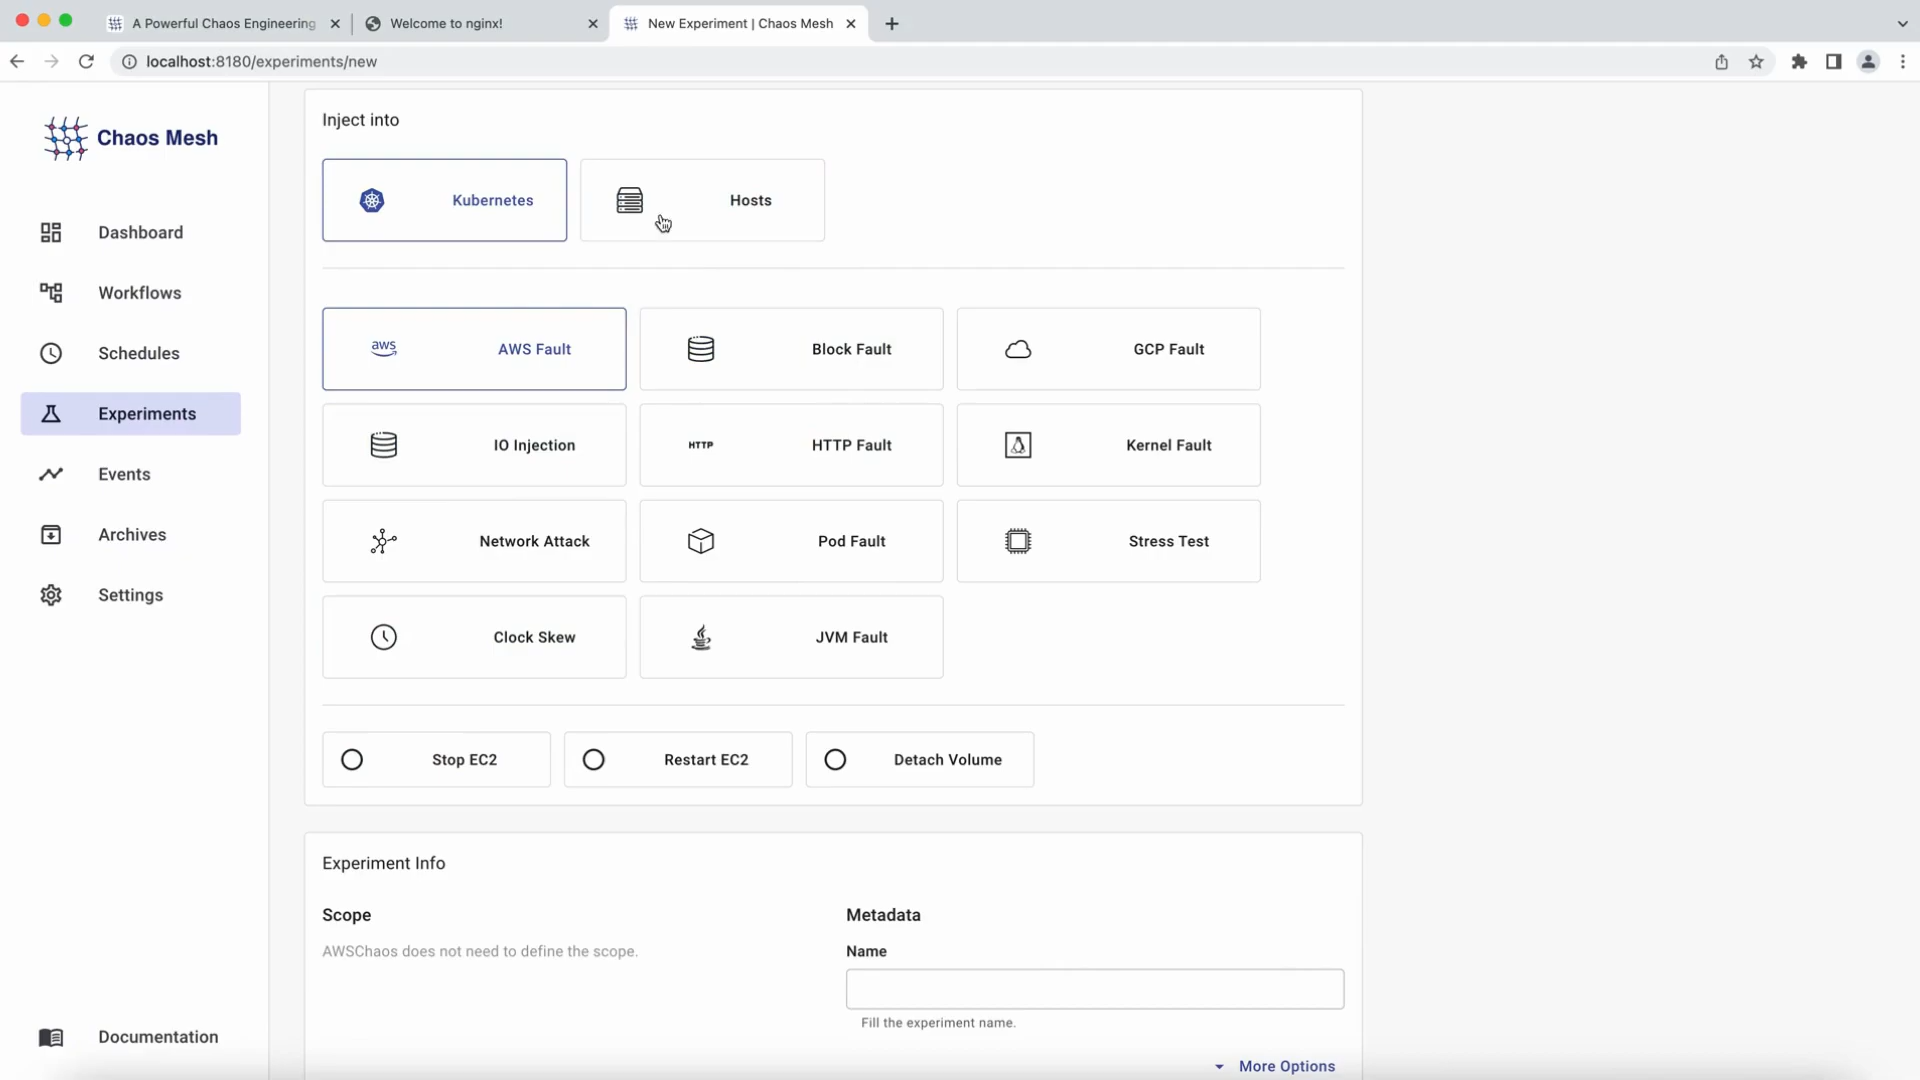 A Powerful Chaos Engineering
Welcome to nginx!
New Experiment | Chaos Mesh
localhost:8180/experiments/new
Chaos Mesh
Dashboard
Workflows
Schedules
Experiments
Events
Archives
Settings
Documentation
Inject into
Kubernetes
Hosts
aws
AWS Fault
Block Fault
GCP Fault
IO Injection
HTTP
HTTP Fault
Kernel Fault
Network Attack
Pod Fault
Stress Test
Clock Skew
JVM Fault
Stop EC2
Restart EC2
Detach Volume
Experiment Info
Scope
AWSChaos does not need to define the scope.
Metadata
Name
Fill the experiment name.
More Options